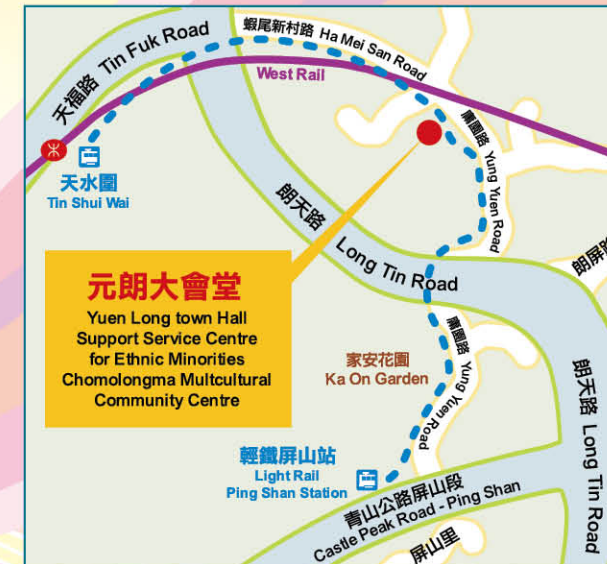 天福路 Tin Fuk Road
蝦尾新村路 Ha Mei San Road
West Rail
天水圍
Tin Shui Wai
庸園路 Yung Yuen Road
朗天路 Long Tin Road
朗屏路
元朗大會堂
Yuen Long town Hall
Support Service Centre
for Ethnic Minorities
Chomolongma Multcultural
Community Centre
家安花園
Ka On Garden
庸園路 Yung Yuen Road
朗天路 Long Tin Road
輕鐵屏山站
Light Rail
Ping Shan Station
青山公路屏山段
Castle Peak Road - Ping Shan
屏山里